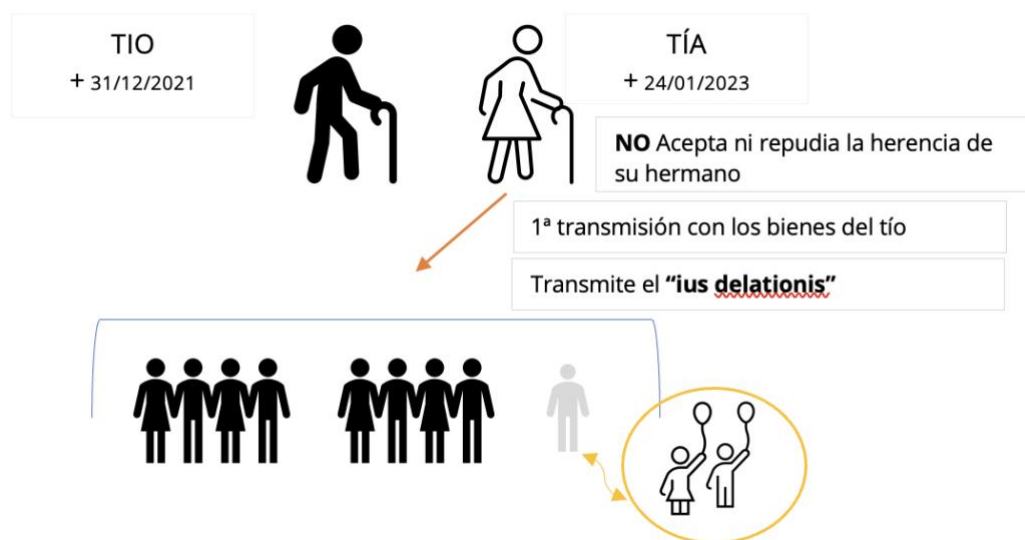 TIO
+ 31/12/2021
TÍA
+ 24/01/2023
NO Acepta ni repudia la herencia de
su hermano
1ª transmisión con los bienes del tío
Transmite el “ius delationis”